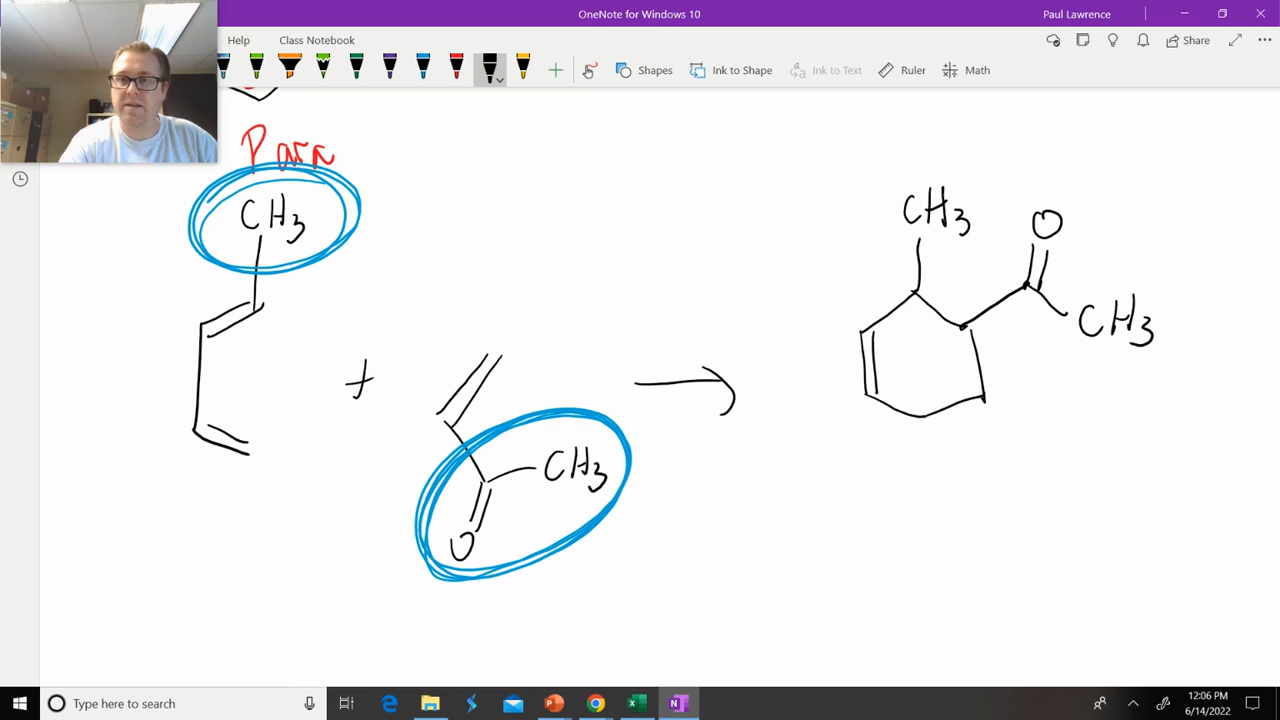 OneNote for Windows 10
Paul Lawrence
Help
Class Notebook
Shapes
Ink to Shape
Ink to Text
Ruler
Math
Share
Para
CH3
+
CH3
O
CH3
O
CH3
Type here to search
12:06 PM
6/14/2022